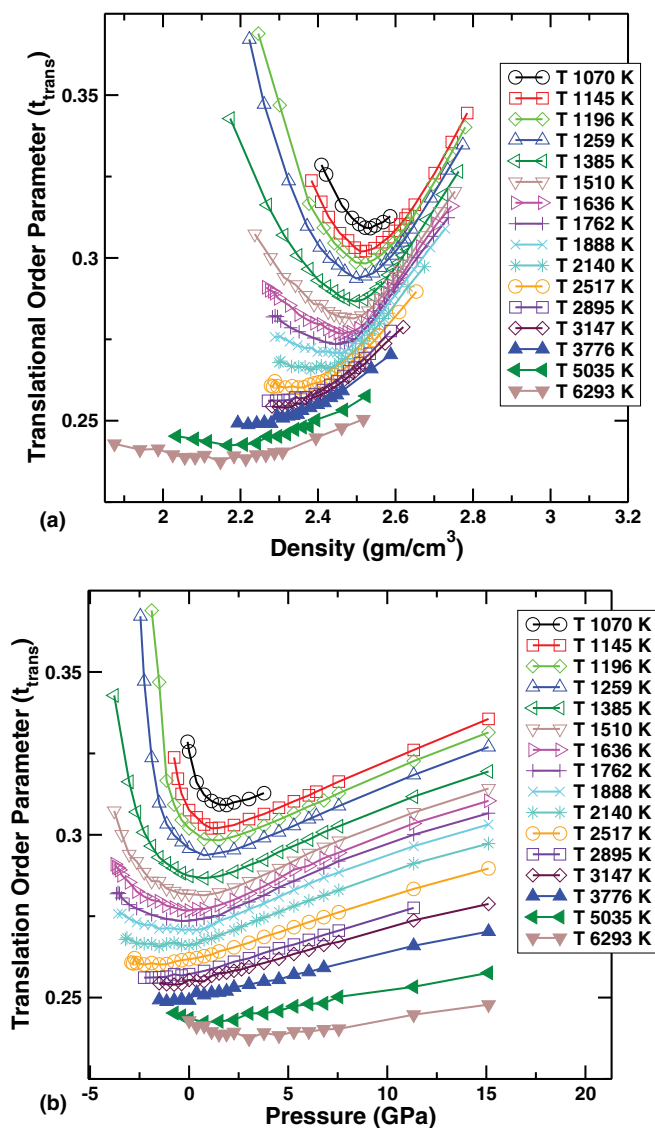 0.35
0.3
0.25
Translational Order Parameter (t_trans)
2
2.2
2.4
2.6
2.8
3
3.2
Density (gm/cm³)
(a)
T 1070 K
T 1145 K
T 1196 K
T 1259 K
T 1385 K
T 1510 K
T 1636 K
T 1762 K
T 1888 K
T 2140 K
T 2517 K
T 2895 K
T 3147 K
T 3776 K
T 5035 K
T 6293 K
0.35
0.3
0.25
Translation Order Parameter (t_trans)
-5
0
5
10
15
20
Pressure (GPa)
(b)
T 1070 K
T 1145 K
T 1196 K
T 1259 K
T 1385 K
T 1510 K
T 1636 K
T 1762 K
T 1888 K
T 2140 K
T 2517 K
T 2895 K
T 3147 K
T 3776 K
T 5035 K
T 6293 K